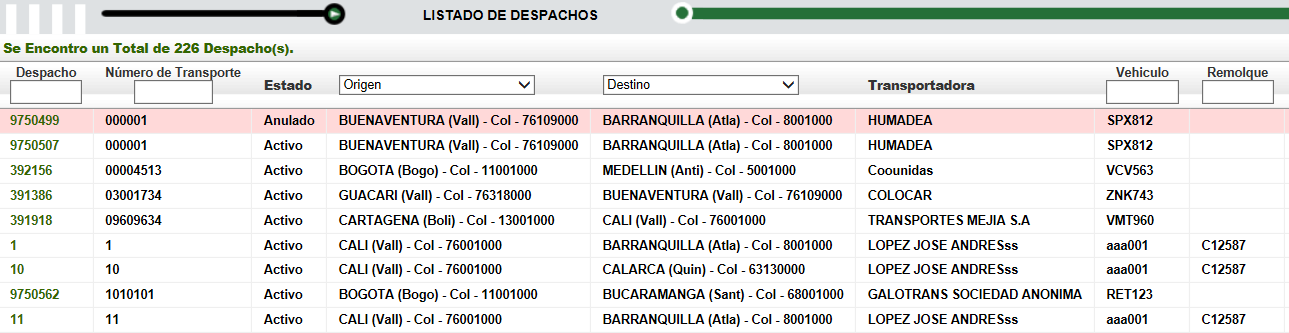 LISTADO DE DESPACHOS
Se Encontro un Total de 226 Despacho(s).
Despacho Número de Transporte Estado Origen Destino Transportadora Vehiculo Remolque
9750499 000001 Anulado BUENAVENTURA (Vall) - Col - 76109000 BARRANQUILLA (Atla) - Col - 8001000 HUMADEA SPX812
9750507 000001 Activo BUENAVENTURA (Vall) - Col - 76109000 BARRANQUILLA (Atla) - Col - 8001000 HUMADEA SPX812
392156 00004513 Activo BOGOTA (Bogo) - Col - 11001000 MEDELLIN (Anti) - Col - 5001000 Coounidas VCV563
391386 03001734 Activo GUACARI (Vall) - Col - 76318000 BUENAVENTURA (Vall) - Col - 76109000 COLOCAR ZNK743
391918 09609634 Activo CARTAGENA (Boli) - Col - 13001000 CALI (Vall) - Col - 76001000 TRANSPORTES MEJIA S.A VMT960
1 1 Activo CALI (Vall) - Col - 76001000 BARRANQUILLA (Atla) - Col - 8001000 LOPEZ JOSE ANDRESss aaa001 C12587
10 10 Activo CALI (Vall) - Col - 76001000 CALARCA (Quin) - Col - 63130000 LOPEZ JOSE ANDRESss aaa001 C12587
9750562 1010101 Activo BOGOTA (Bogo) - Col - 11001000 BUCARAMANGA (Sant) - Col - 68001000 GALOTRANS SOCIEDAD ANONIMA RET123
11 11 Activo CALI (Vall) - Col - 76001000 BARRANQUILLA (Atla) - Col - 8001000 LOPEZ JOSE ANDRESss aaa001 C12587